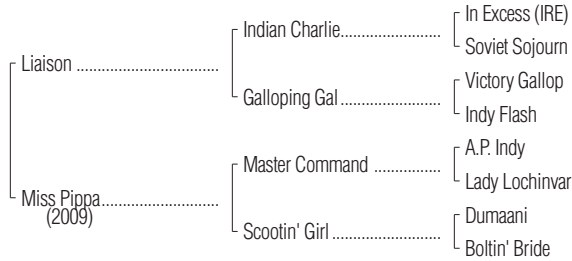 In Excess (IRE)
Indian Charlie....................
Soviet Sojourn
Liaison ............................
Victory Gallop
Galloping Gal ....................
Indy Flash
A.P. Indy
Master Command .............
Lady Lochinvar
Miss Pippa.......................
(2009)
Dumaani
Scootin' Girl ......................
Boltin' Bride